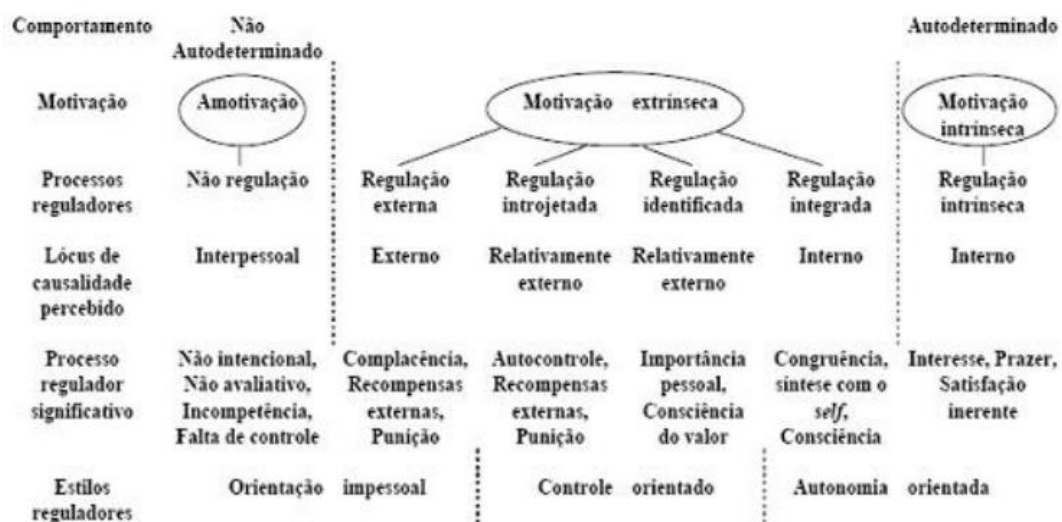 Comportamento Não Autodeterminado
Autodeterminado
Motivação Amotivação Motivação extrínseca Motivação intrínseca
Processos reguladores Não regulação Regulação externa Regulação introjetada Regulação identificada Regulação integrada Regulação intrínseca
Lócus de causalidade percebido Interpessoal Externo Relativamente externo Relativamente externo Interno Interno
Processo regulador significativo Não intencional, Não avaliativo, Incompetência, Falta de controle Complacência, Recompensas externas, Punição Autocontrole, Recompensas externas, Punição Importância pessoal, Consciência do valor Congruência, síntese com o self, Consciência Interesse, Prazer, Satisfação inerente
Estilos reguladores Orientação impessoal Controle orientado Autonomia orientada